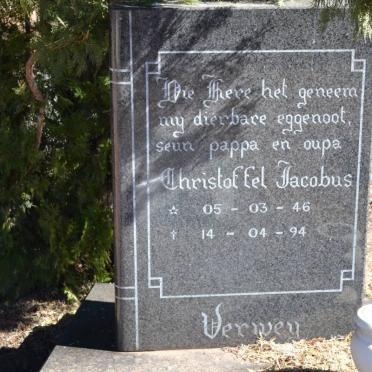 Die Here het geneem
my dierbare eggenoot,
seun pappa en oupa
Christoffel Jacobus
☆ 05 - 03 - 46
† 14 - 04 - 94
Verwey